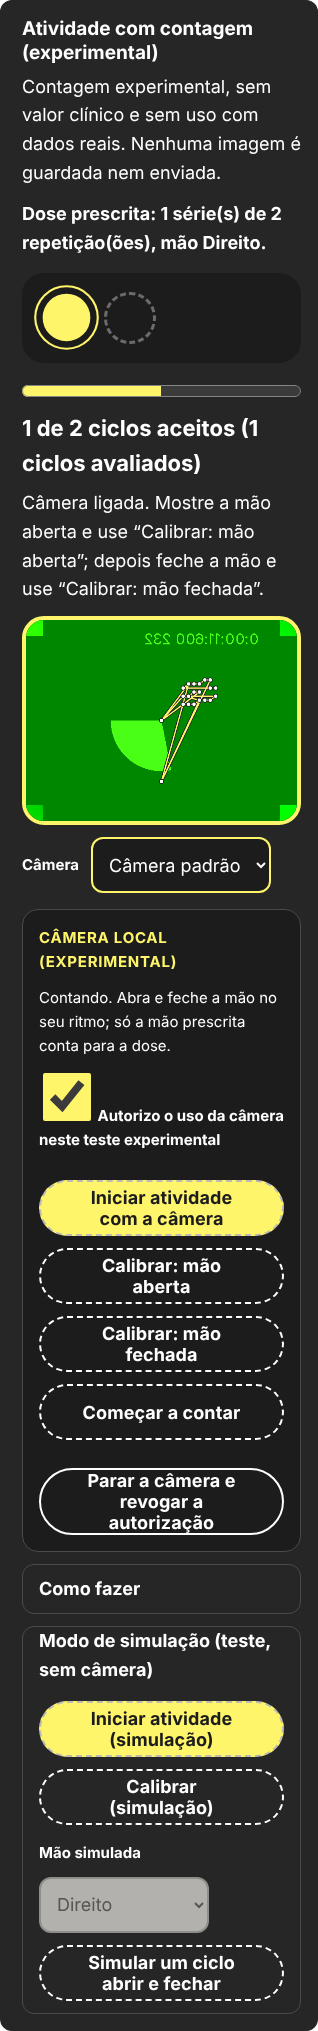 Atividade com contagem
(experimental)
Contagem experimental, sem
valor clínico e sem uso com
dados reais. Nenhuma imagem é
guardada nem enviada.
Dose prescrita: 1 série(s) de 2
repetição(ões), mão Direito.
1 de 2 ciclos aceitos (1
ciclos avaliados)
Câmera ligada. Mostre a mão
aberta e use “Calibrar: mão
aberta”; depois feche a mão e
use “Calibrar: mão fechada”.
0:00:11:600 232
Câmera
Câmera padrão
CÂMERA LOCAL
(EXPERIMENTAL)
Contando. Abra e feche a mão no
seu ritmo; só a mão prescrita
conta para a dose.
Autorizo o uso da câmera
neste teste experimental
Iniciar atividade
com a câmera
Calibrar: mão
aberta
Calibrar: mão
fechada
Começar a contar
Parar a câmera e
revogar a
autorização
Como fazer
Modo de simulação (teste,
sem câmera)
Iniciar atividade
(simulação)
Calibrar
(simulação)
Mão simulada
Direito
Simular um ciclo
abrir e fechar